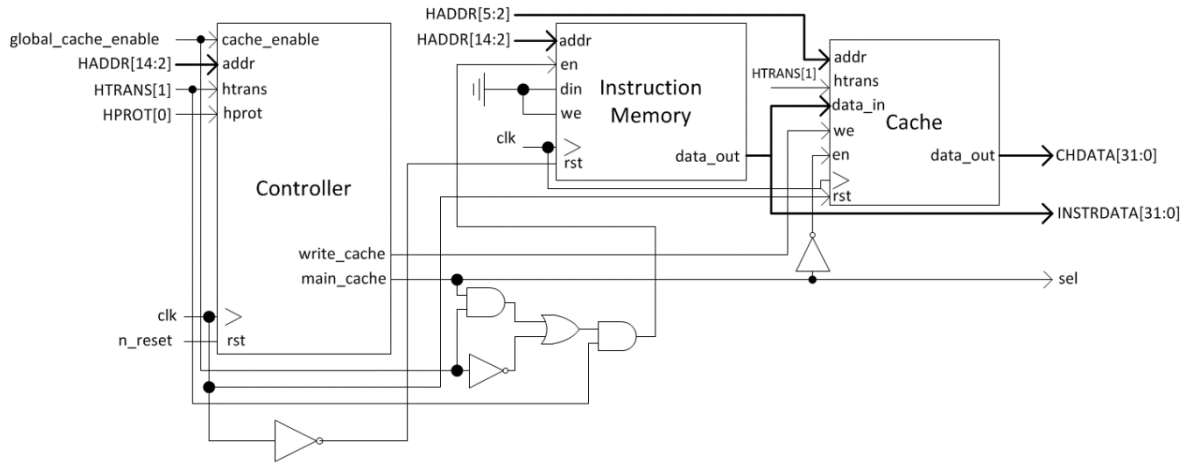 HADDR[5:2]
global_cache_enable
cache_enable
HADDR[14:2]
addr
HADDR[14:2]
addr
addr
en
HTRANS[1]
htrans
HTRANS[1]
htrans
din
Instruction
Memory
data_in
HPROT[0]
hprot
we
Cache
we
clk
rst
data_out
en
data_out
CHDATA[31:0]
Controller
rst
INSTRDATA[31:0]
write_cache
main_cache
sel
clk
n_reset
rst